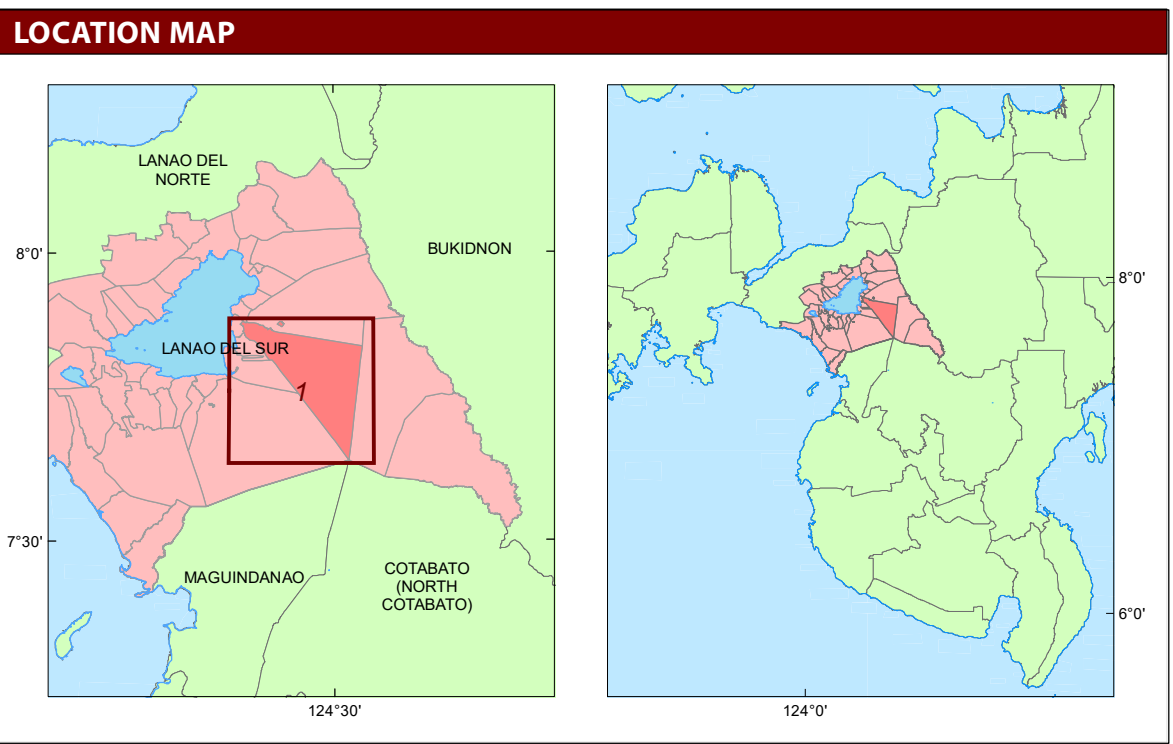 LOCATION MAP
LANAO DEL
NORTE
8°0'
BUKIDNON
LANAO DEL SUR
1
7°30'
MAGUINDANAO
COTABATO
(NORTH
COTABATO)
124°30'
8°0'
6°0'
124°0'